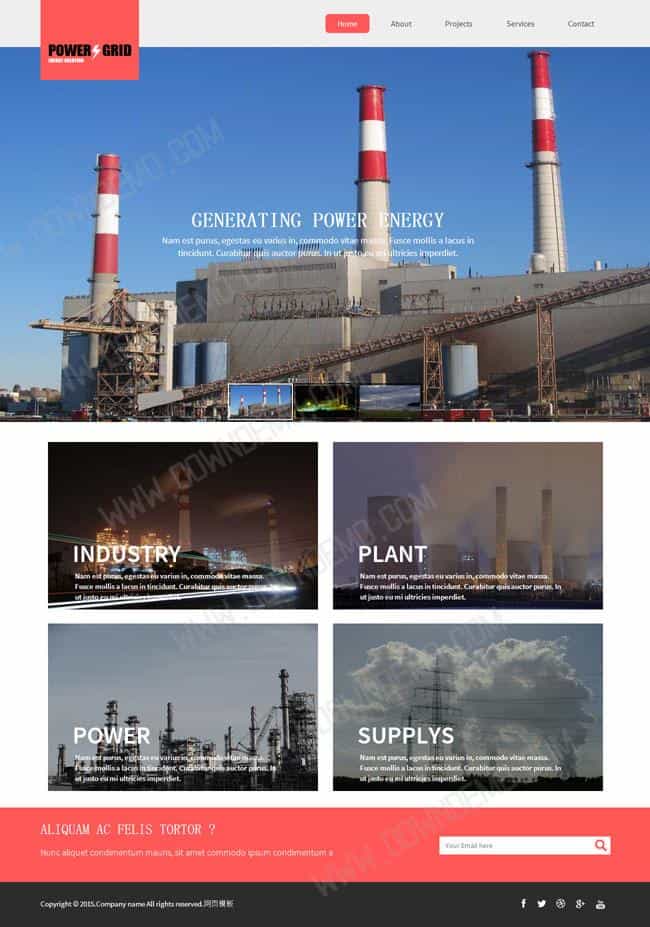 Home About Projects Services Contact
POWER GRID
ENERGY SOLUTION
GENERATING POWER ENERGY
Nam est purus, egestas eu varius in, commodo vitae massa. Fusce mollis a lacus in
tincidunt. Curabitur quis auctor purus. In ut justo eu mi ultricies imperdiet.
INDUSTRY
Nam est purus, egestas eu varius in, commodo vitae massa.
Fusce mollis a lacus in tincidunt. Curabitur quis auctor purus. In
ut justo eu mi ultricies imperdiet.
PLANT
Nam est purus, egestas eu varius in, commodo vitae massa.
Fusce mollis a lacus in tincidunt. Curabitur quis auctor purus. In
ut justo eu mi ultricies imperdiet.
POWER
Nam est purus, egestas eu varius in, commodo vitae massa.
Fusce mollis a lacus in tincidunt. Curabitur quis auctor purus. In
ut justo eu mi ultricies imperdiet.
SUPPLYS
Nam est purus, egestas eu varius in, commodo vitae massa.
Fusce mollis a lacus in tincidunt. Curabitur quis auctor purus. In
ut justo eu mi ultricies imperdiet.
ALIQUAM AC FELIS TORTOR ?
Nunc aliquet condimentum mauris, sit amet commodo ipsum condimentum a
Your Email here
Copyright © 2015.Company name All rights reserved.网页模板
WWW.DOWNDEMO.COM